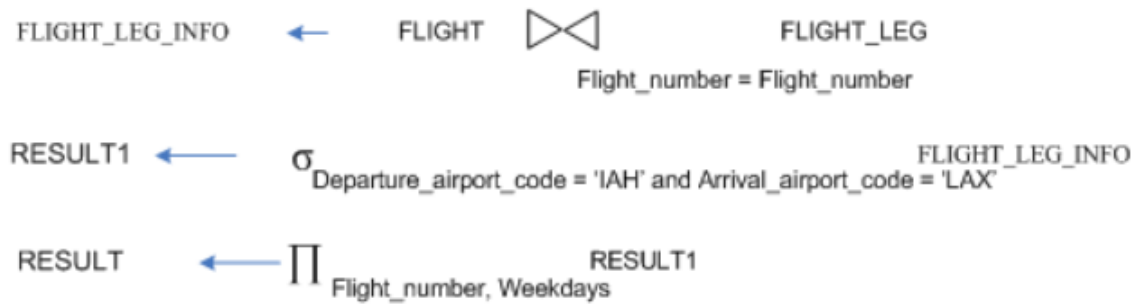 FLIGHT_LEG_INFO ← FLIGHT ⋈ FLIGHT_LEG
Flight_number = Flight_number
RESULT1 ← σ FLIGHT_LEG_INFO
Departure_airport_code = 'IAH' and Arrival_airport_code = 'LAX'
RESULT ← ∏ RESULT1
Flight_number, Weekdays